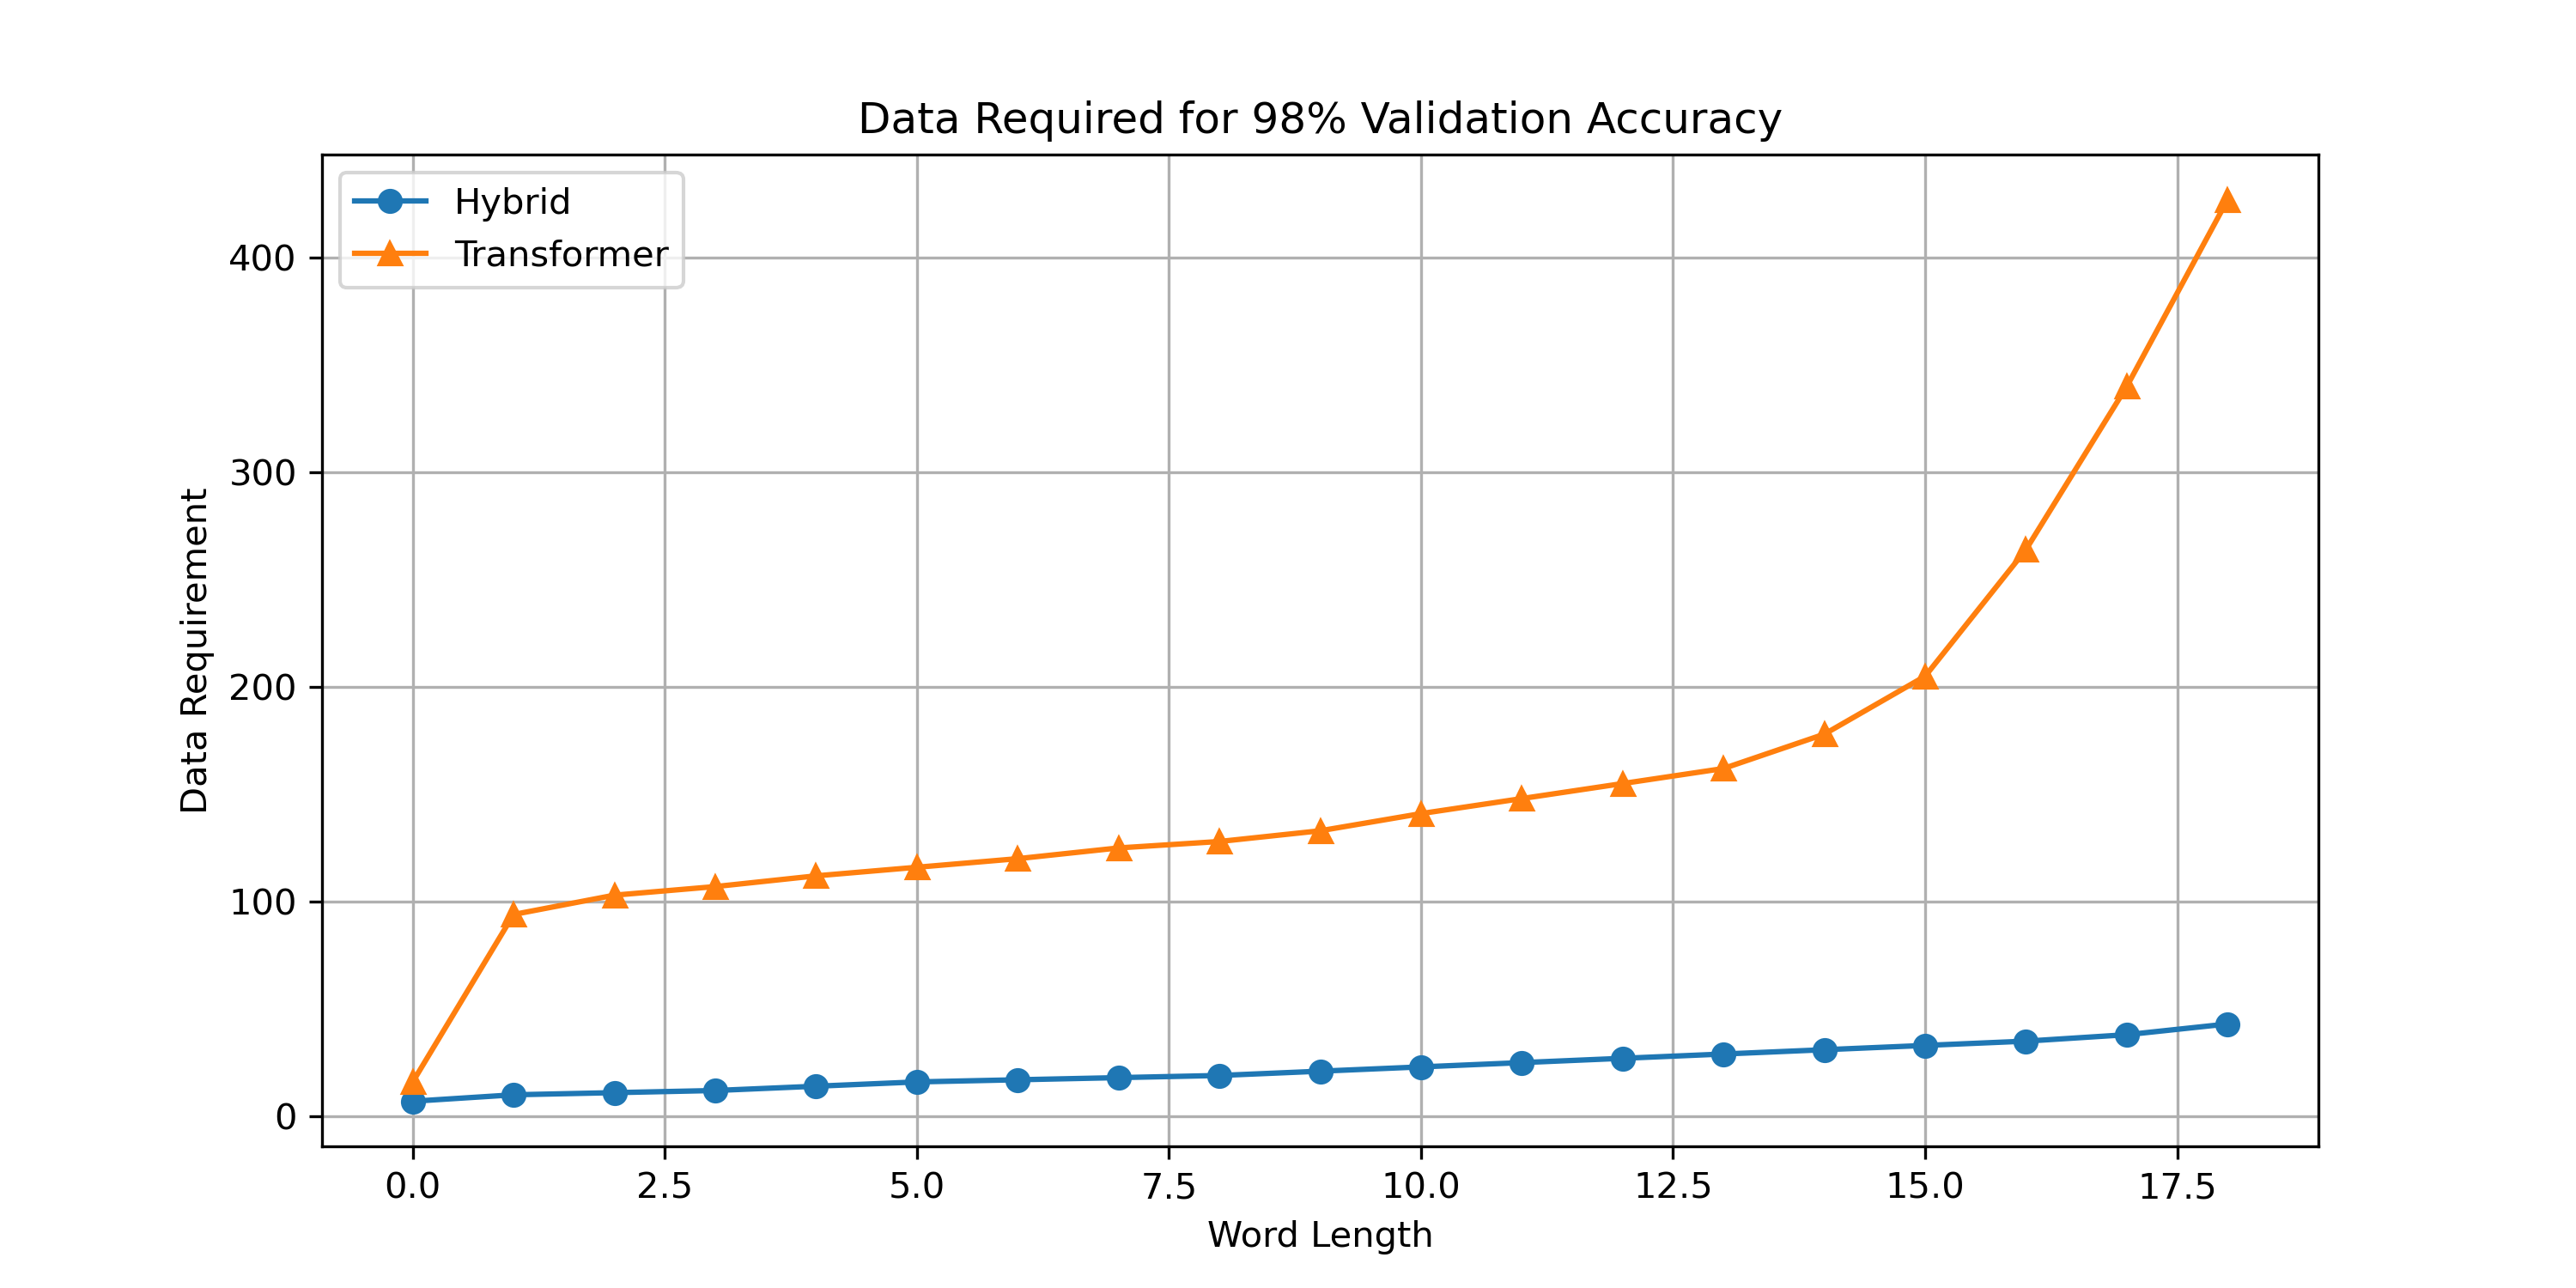 Data Required for 98% Validation Accuracy
Hybrid
Transformer
400
300
200
100
0
Data Requirement
0.0 2.5 5.0 7.5 10.0 12.5 15.0 17.5
Word Length